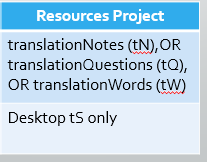 Resources Project
translationNotes (tN),OR
translationQuestions (tQ),
OR translationWords (tW)
Desktop tS only